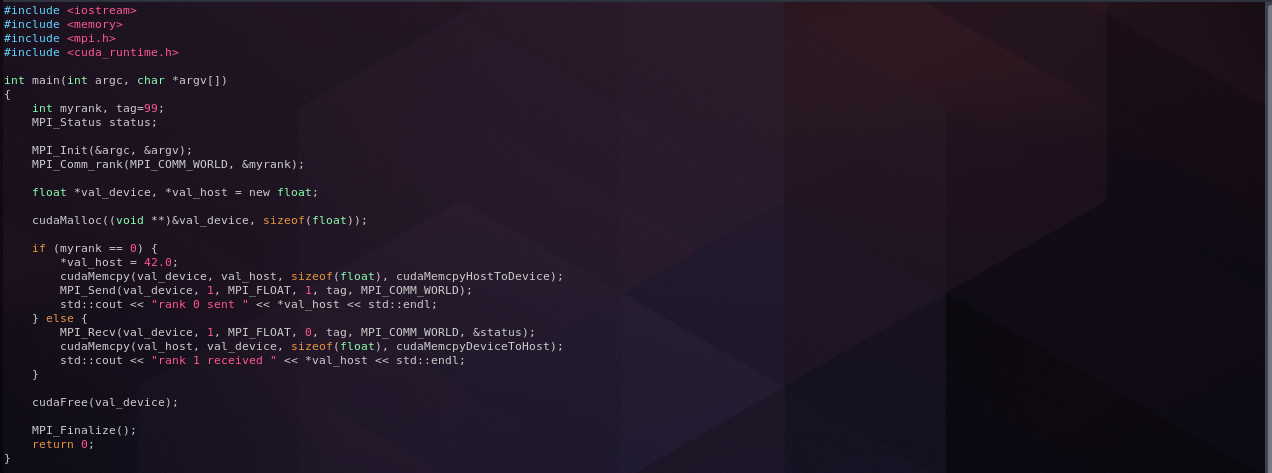 #include <iostream>
#include <memory>
#include <mpi.h>
#include <cuda_runtime.h>
int main(int argc, char *argv[])
{
    int myrank, tag=99;
    MPI_Status status;
    MPI_Init(&argc, &argv);
    MPI_Comm_rank(MPI_COMM_WORLD, &myrank);
    float *val_device, *val_host = new float;
    cudaMalloc((void **)&val_device, sizeof(float));
    if (myrank == 0) {
        *val_host = 42.0;
        cudaMemcpy(val_device, val_host, sizeof(float), cudaMemcpyHostToDevice);
        MPI_Send(val_device, 1, MPI_FLOAT, 1, tag, MPI_COMM_WORLD);
        std::cout << "rank 0 sent " << *val_host << std::endl;
    } else {
        MPI_Recv(val_device, 1, MPI_FLOAT, 0, tag, MPI_COMM_WORLD, &status);
        cudaMemcpy(val_host, val_device, sizeof(float), cudaMemcpyDeviceToHost);
        std::cout << "rank 1 received " << *val_host << std::endl;
    }
    cudaFree(val_device);
    MPI_Finalize();
    return 0;
}